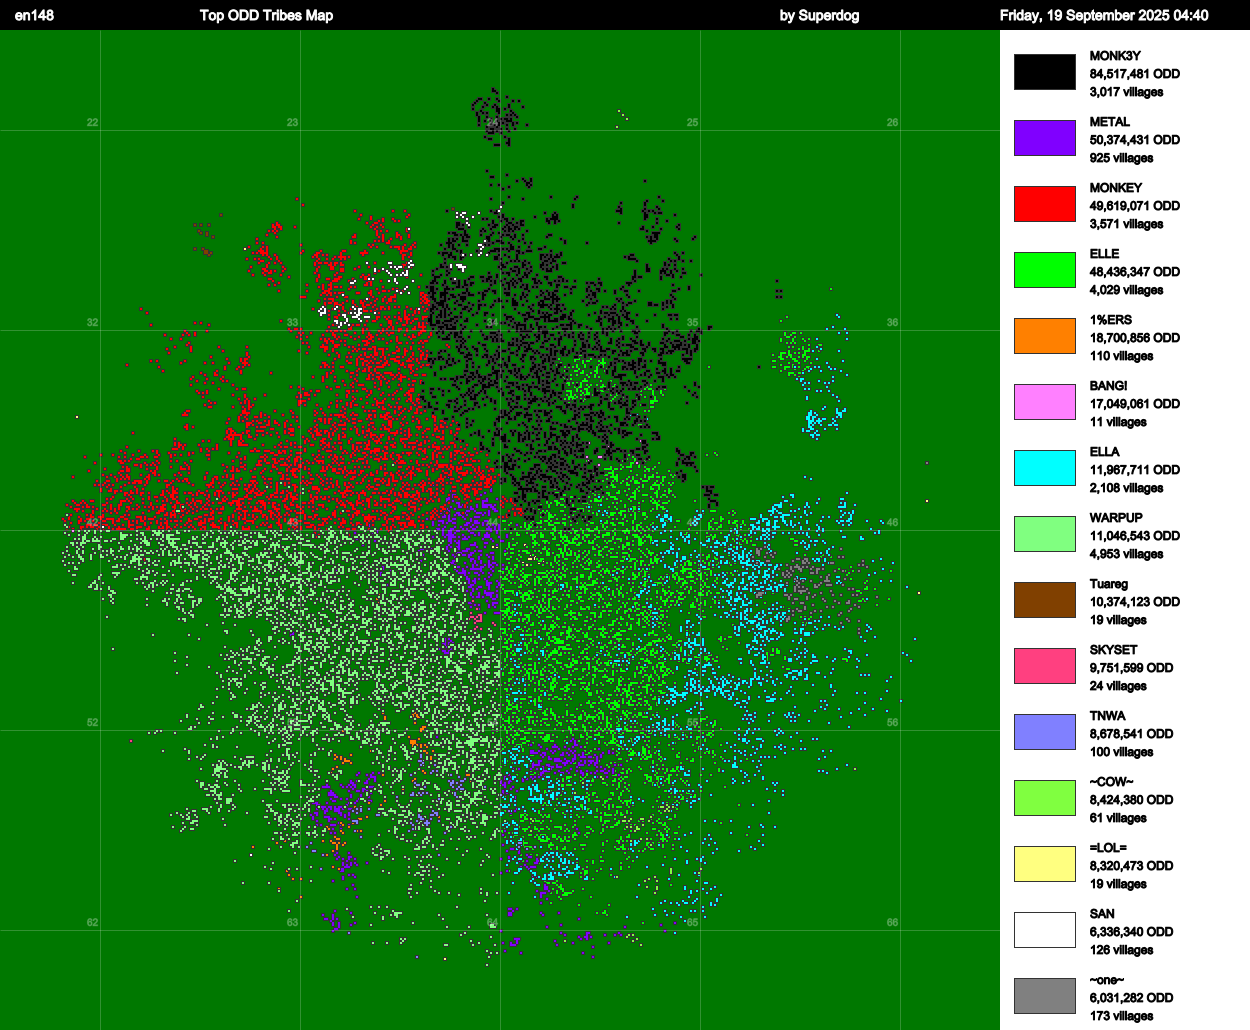 en148 Top ODD Tribes Map by Superdog Friday, 19 September 2025 04:40
MONK3Y
84,517,481 ODD
3,017 villages
METAL
50,374,431 ODD
925 villages
MONKEY
49,619,071 ODD
3,571 villages
ELLE
48,436,347 ODD
4,029 villages
1%ERS
18,700,856 ODD
110 villages
BANG!
17,049,061 ODD
11 villages
ELLA
11,967,711 ODD
2,108 villages
WARPUP
11,046,543 ODD
4,953 villages
Tuareg
10,374,123 ODD
19 villages
SKYSET
9,751,599 ODD
24 villages
TNWA
8,678,541 ODD
100 villages
~COW~
8,424,380 ODD
61 villages
=LOL=
8,320,473 ODD
19 villages
SAN
6,336,340 ODD
126 villages
~one~
6,031,282 ODD
173 villages
22 23 24 25 26
32 33 34 35 36
42 43 44 45 46
52 55 56
62 63 64 65 66